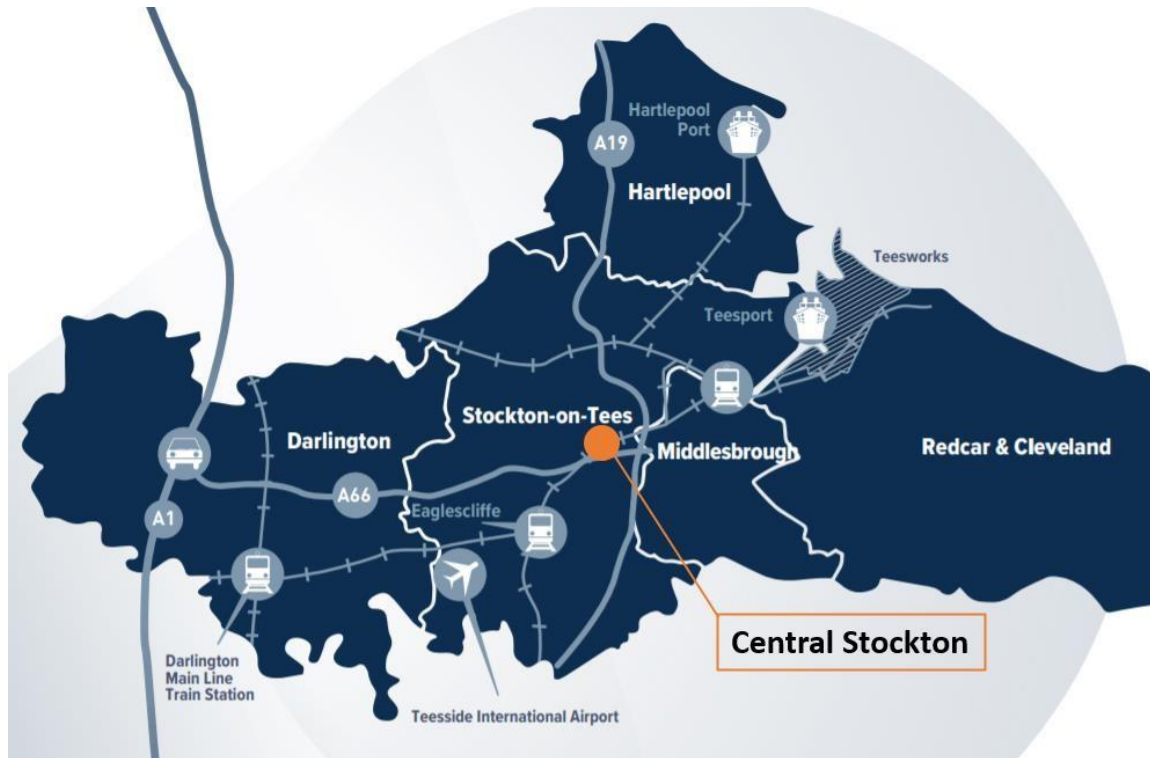 Hartlepool
Port
A19
Hartlepool
Teesworks
Teesport
Stockton-on-Tees
Darlington
Middlesbrough
Redcar & Cleveland
A66
Eaglescliffe
A1
Central Stockton
Darlington
Main Line
Train Station
Teesside International Airport